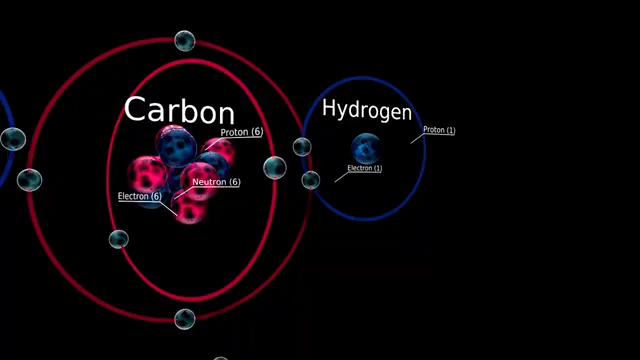 Carbon
Proton (6)
Neutron (6)
Electron (6)
Hydrogen
Proton (1)
Electron (1)